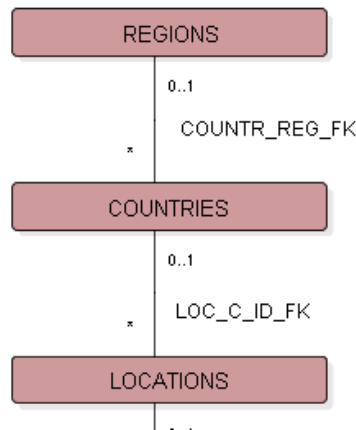 REGIONS
0..1
COUNTR_REG_FK
*
COUNTRIES
0..1
LOC_C_ID_FK
*
LOCATIONS